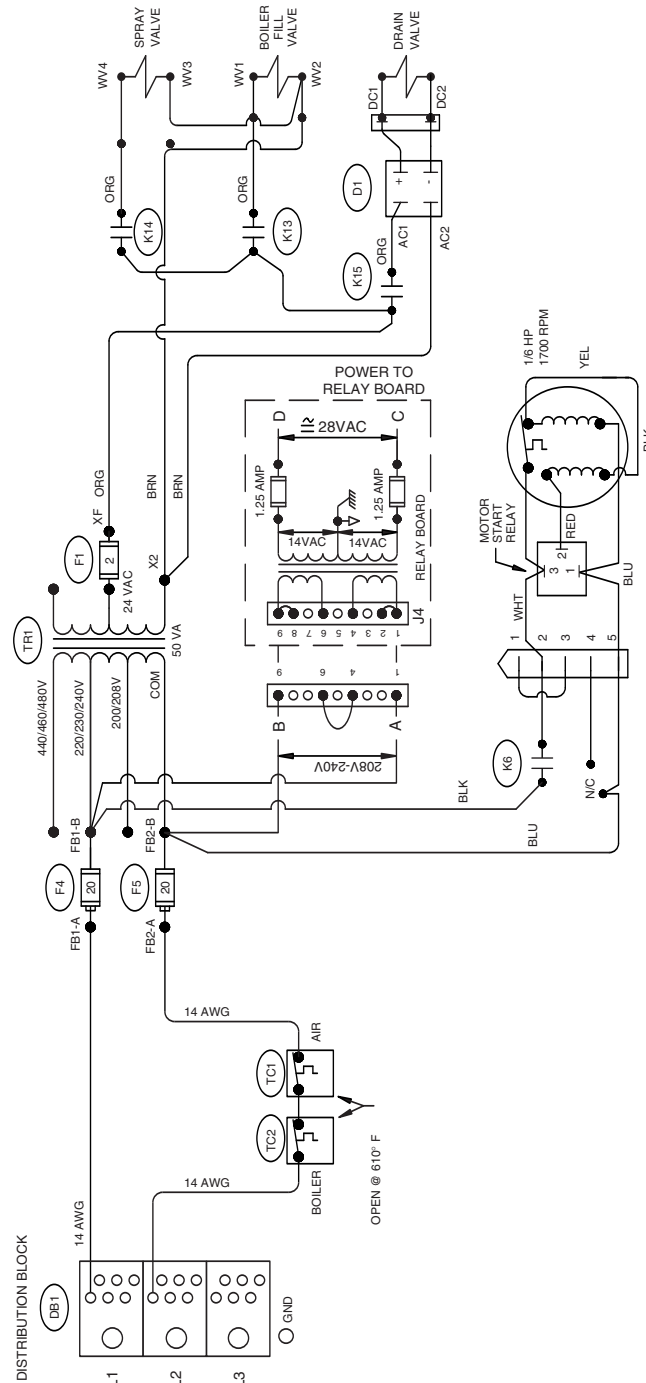 DISTRIBUTION BLOCK
DB1
L1
L2
L3
GND
14 AWG
14 AWG
BOILER
TC2
TC1
AIR
OPEN @ 610° F
14 AWG
FB1-A
FB2-A
F4
20
F5
20
FB1-B
FB2-B
440/460/480V
220/230/240V
200/208V
COM
TR1
50 VA
24 VAC
F1
2
XF
X2
ORG
BRN
BRN
K14
K13
K15
ORG
ORG
ORG
WV4
WV3
SPRAY
VALVE
WV1
WV2
BOILER
FILL
VALVE
D1
+
-
AC1
AC2
DC1
DC2
DRAIN
VALVE
POWER TO
RELAY BOARD
D
C
28VAC
1.25 AMP
1.25 AMP
14VAC
14VAC
RELAY BOARD
J4
9
8
7
6
5
4
3
2
1
9
6
4
1
B
A
208V-240V
BLK
BLU
K6
N/C
1
2
3
4
5
WHT
BLU
MOTOR
START
RELAY
3
2
1
RED
1/6 HP
1700 RPM
YEL
BLK